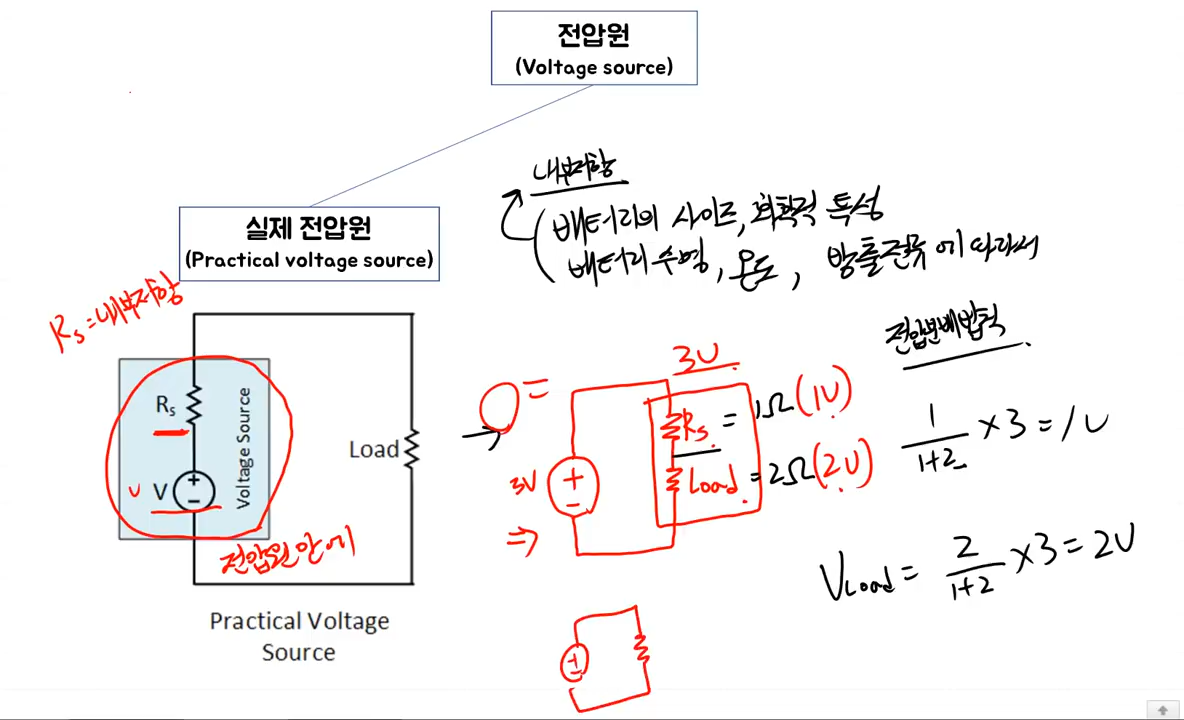 전압원
(Voltage source)
내부저항
배터리의 사이즈, 화학적 특성
배터리 수명, 온도, 방출전류에 따라서
실제 전압원
(Practical voltage source)
Rs=내부저항
전압분배법칙
Rs
V
V
Voltage Source
Load
전압원 안에
Practical Voltage
Source
=
3V
3V
Rs = 1Ω (1V)
Load = 2Ω (2V)
⇒
1/(1+2) × 3 = 1V
VLoad = 2/(1+2) × 3 = 2V